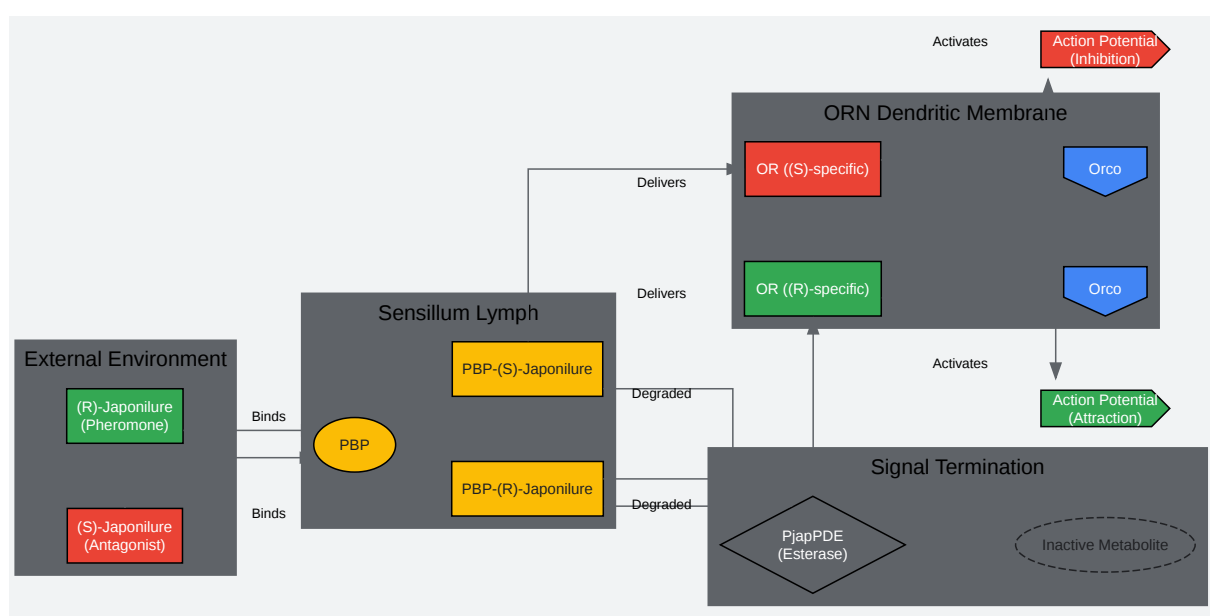 Activates
Action Potential
(Inhibition)
ORN Dendritic Membrane
OR ((S)-specific)
Orco
Delivers
OR ((R)-specific)
Orco
Delivers
Sensillum Lymph
External Environment
PBP-(S)-Japonilure
Degraded
Activates
Action Potential
(Attraction)
(R)-Japonilure
(Pheromone)
Binds
PBP
PBP-(R)-Japonilure
Degraded
Signal Termination
(S)-Japonilure
(Antagonist)
Binds
PjapPDE
(Esterase)
Inactive Metabolite